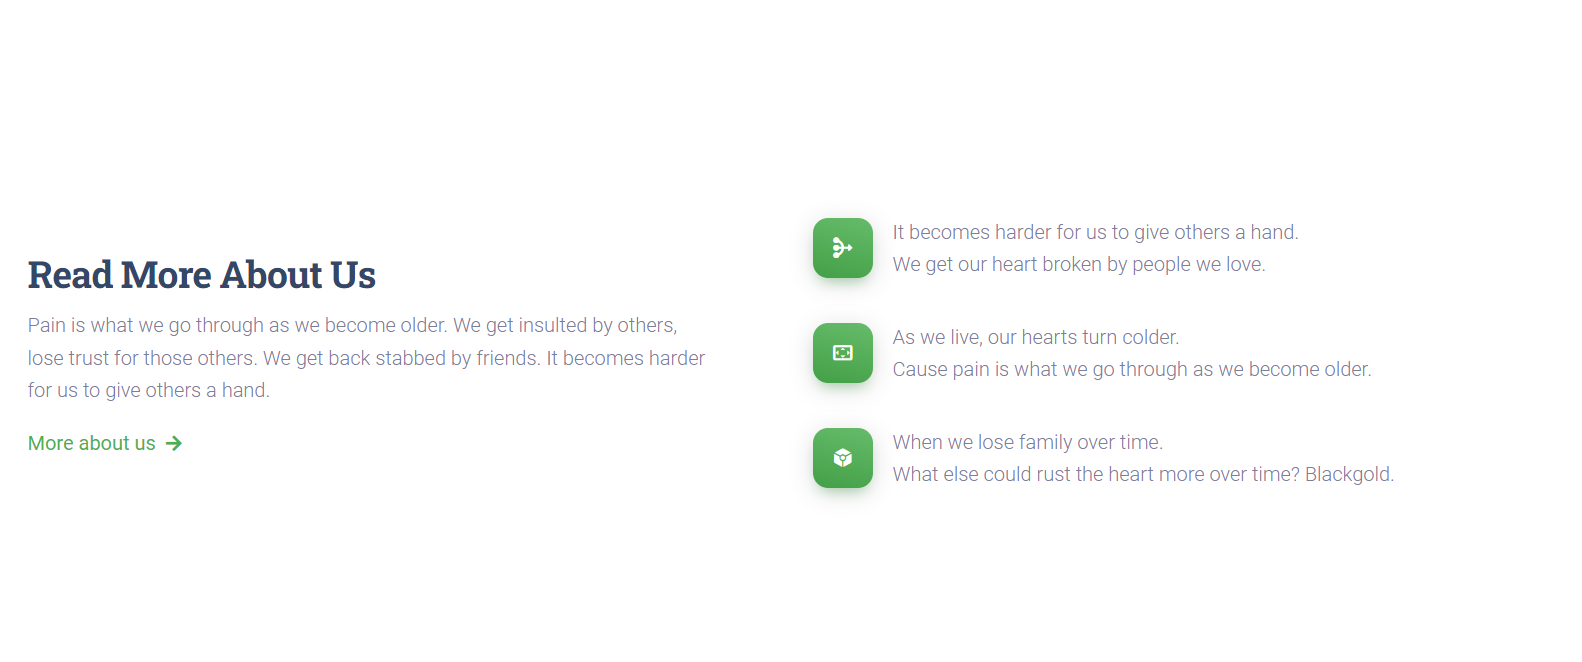 Read More About Us
Pain is what we go through as we become older. We get insulted by others,
lose trust for those others. We get back stabbed by friends. It becomes harder
for us to give others a hand.
More about us
It becomes harder for us to give others a hand.
We get our heart broken by people we love.
As we live, our hearts turn colder.
Cause pain is what we go through as we become older.
When we lose family over time.
What else could rust the heart more over time? Blackgold.